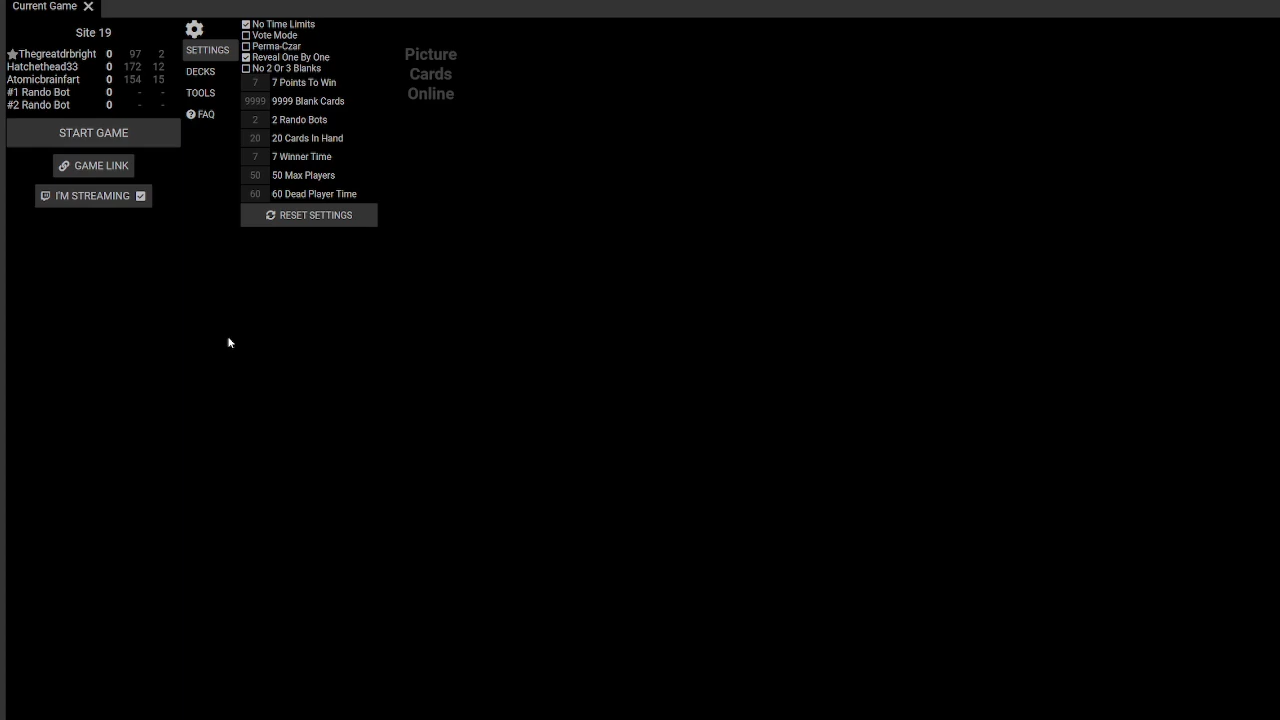 Current Game
Site 19
Thegreatdrbright 0 97 2
Hatchethead33 0 172 12
Atomicbrainfart 0 154 15
#1 Rando Bot 0 - -
#2 Rando Bot 0 - -
START GAME
GAME LINK
I'M STREAMING
SETTINGS
DECKS
TOOLS
FAQ
No Time Limits
Vote Mode
Perma-Czar
Reveal One By One
No 2 Or 3 Blanks
7 7 Points To Win
9999 9999 Blank Cards
2 2 Rando Bots
20 20 Cards In Hand
7 7 Winner Time
50 50 Max Players
60 60 Dead Player Time
RESET SETTINGS
Picture
Cards
Online